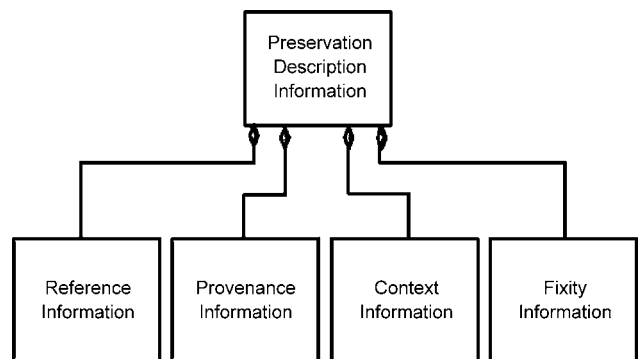 Preservation
Description
Information
Reference
Information
Provenance
Information
Context
Information
Fixity
Information